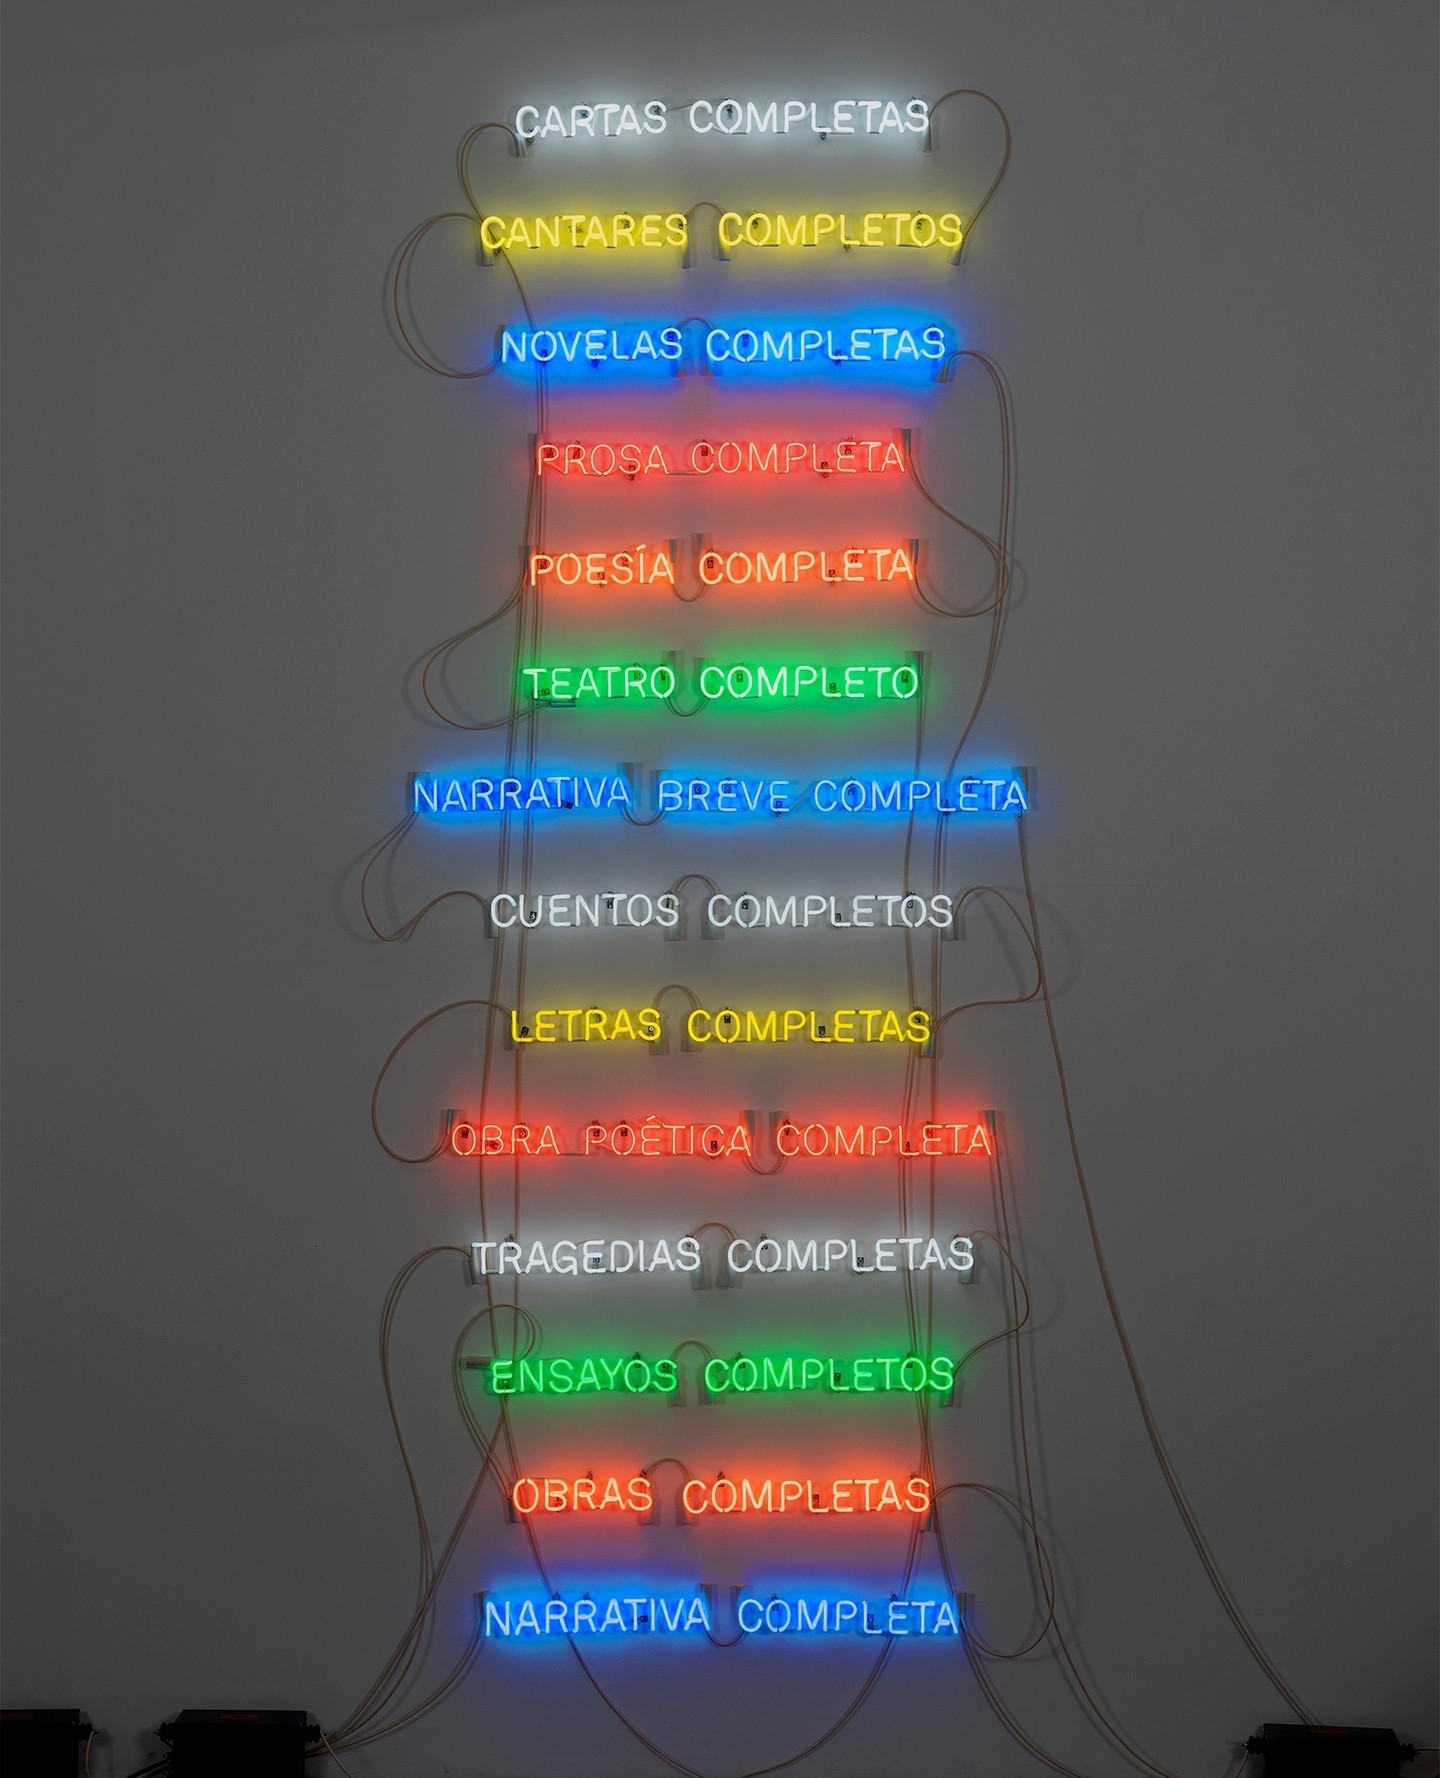 CARTAS COMPLETAS
CANTARES COMPLETOS
NOVELAS COMPLETAS
PROSA COMPLETA
POESÍA COMPLETA
TEATRO COMPLETO
NARRATIVA BREVE COMPLETA
CUENTOS COMPLETOS
LETRAS COMPLETAS
OBRA POÉTICA COMPLETA
TRAGEDIAS COMPLETAS
ENSAYOS COMPLETOS
OBRAS COMPLETAS
NARRATIVA COMPLETA